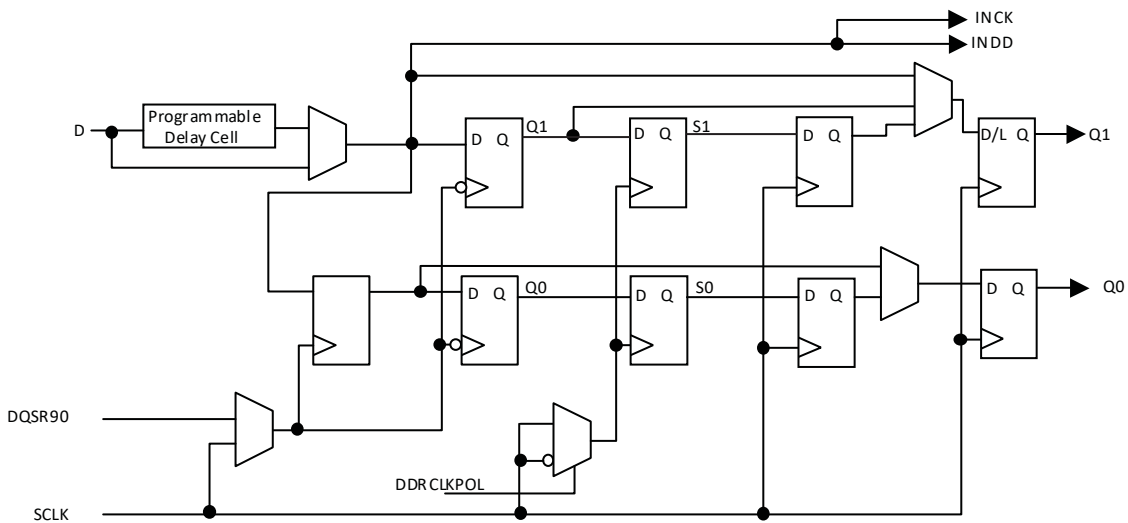 INCK
INDD
Programmable
Delay Cell
D
D Q
Q1
D Q
S1
D Q
D/L Q
Q1
D Q
Q0
D Q
S0
D Q
D Q
Q0
DQSR90
DDRCLKPOL
SCLK